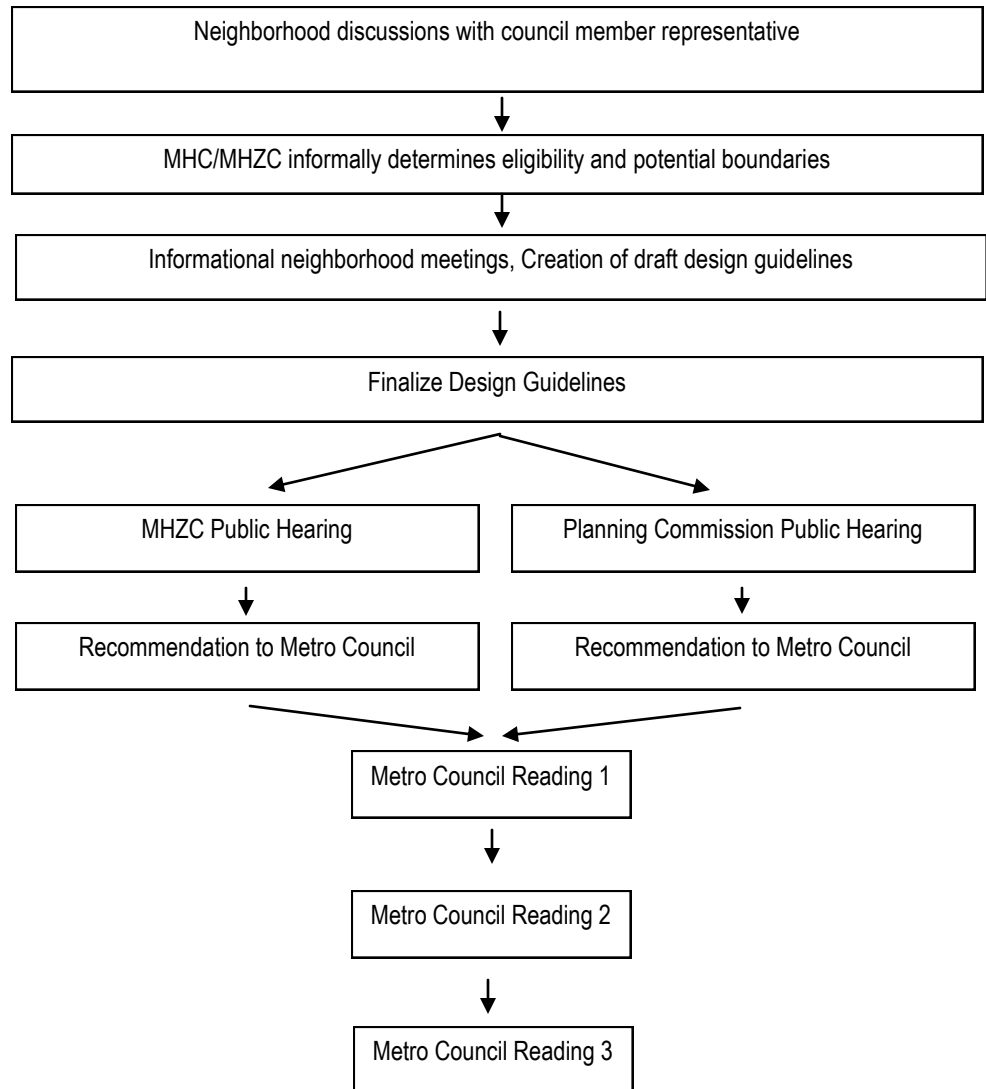 Neighborhood discussions with council member representative
MHC/MHZC informally determines eligibility and potential boundaries
Informational neighborhood meetings, Creation of draft design guidelines
Finalize Design Guidelines
MHZC Public Hearing
Planning Commission Public Hearing
Recommendation to Metro Council
Recommendation to Metro Council
Metro Council Reading 1
Metro Council Reading 2
Metro Council Reading 3